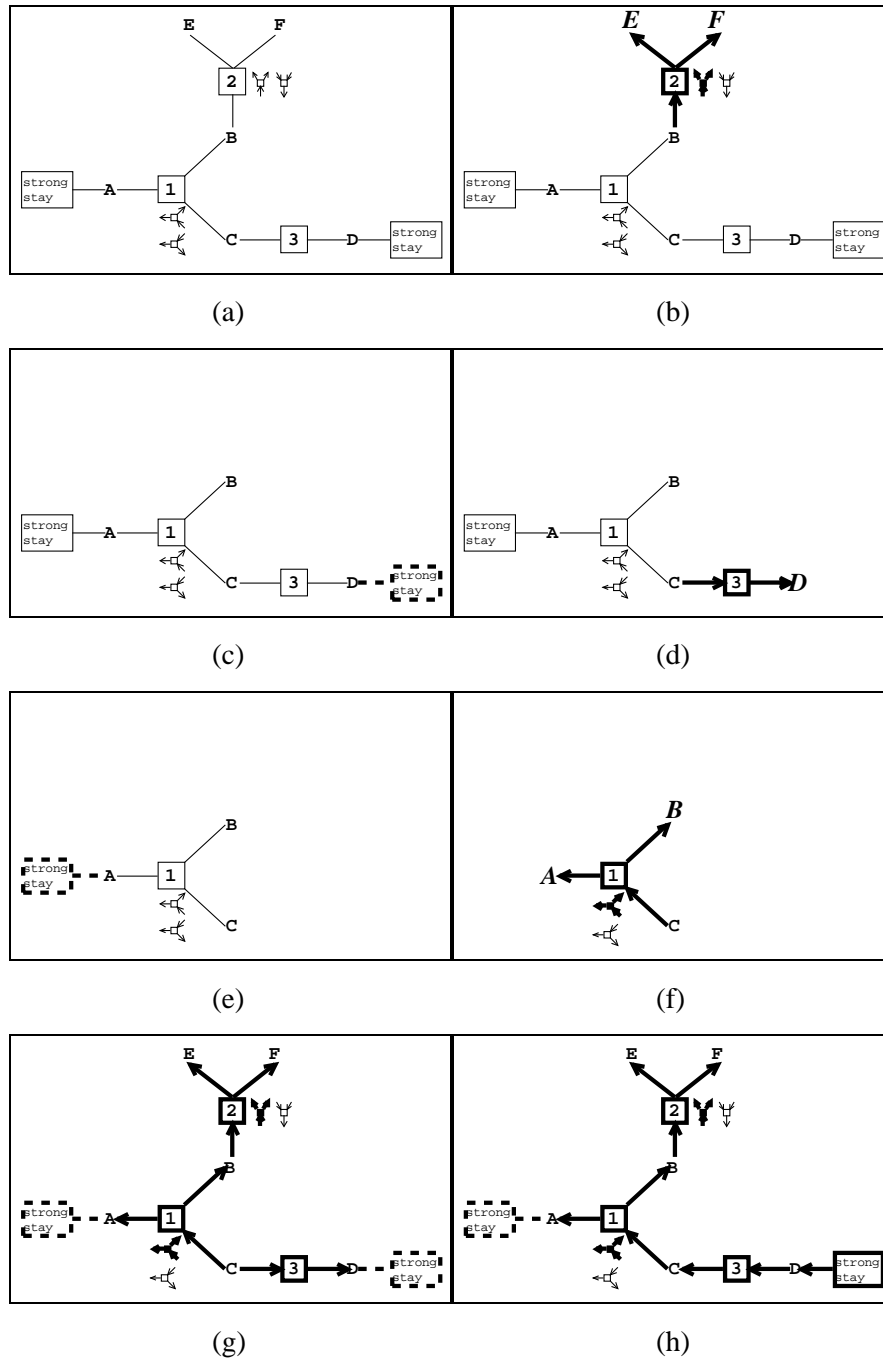 E F E F
2 2
B B
strong stay A 1 strong stay A 1
C 3 D strong stay C 3 D strong stay
(a) (b)
B B
strong stay A 1 strong stay A 1
C 3 D strong stay C 3 D
(c) (d)
B B
strong stay A 1 A 1
C C
(e) (f)
E F E F
2 2
B B
strong stay A 1 strong stay A 1
C 3 D strong stay C 3 D strong stay
(g) (h)